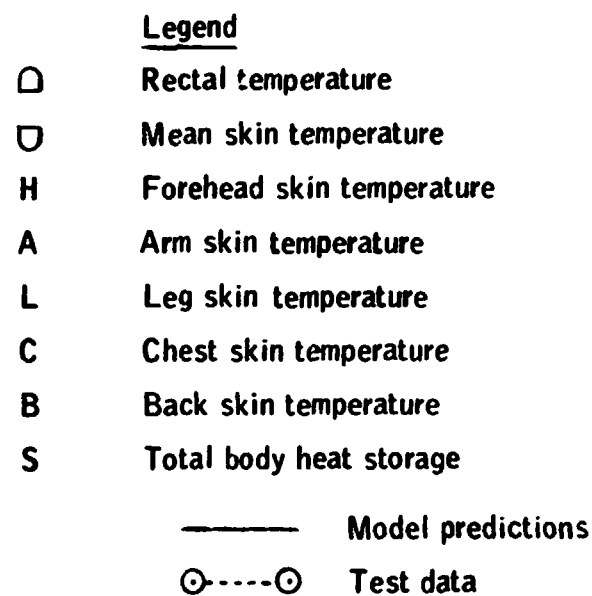 Legend
Rectal temperature
Mean skin temperature
H Forehead skin temperature
A Arm skin temperature
L Leg skin temperature
C Chest skin temperature
B Back skin temperature
S Total body heat storage
Model predictions
Test data